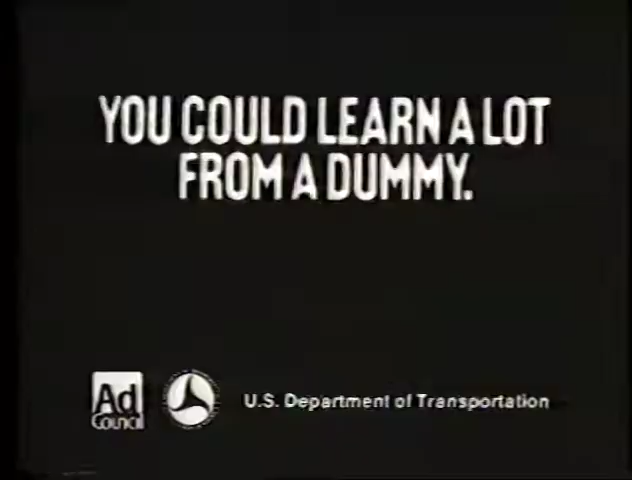 YOU COULD LEARN A LOT
FROM A DUMMY.
Ad
Council
U.S. Department of Transportation